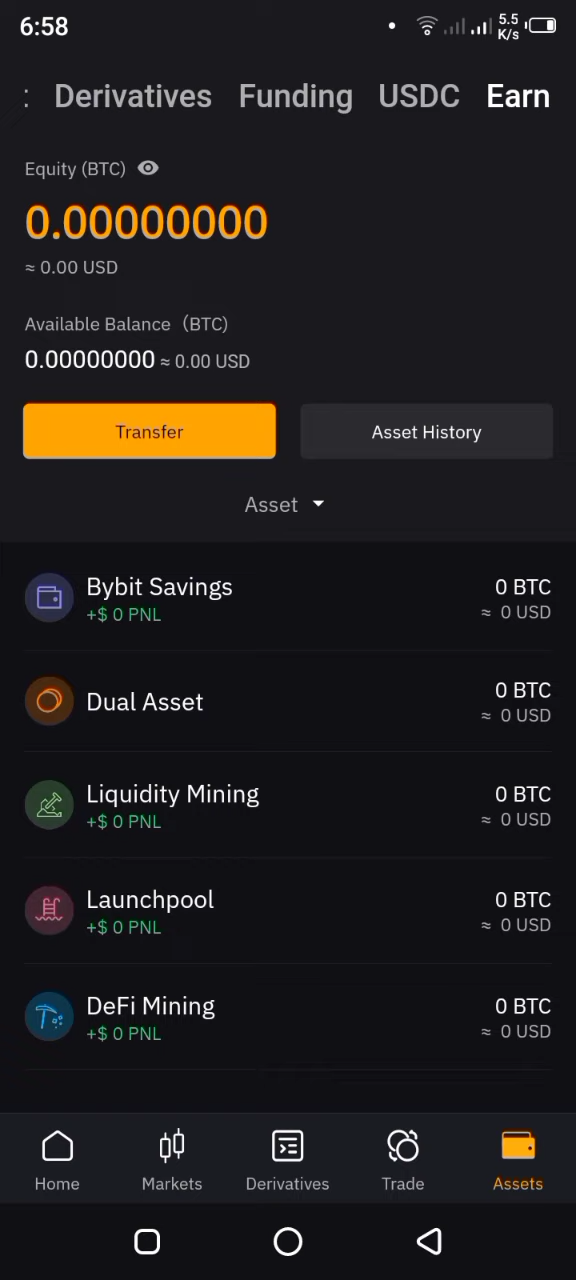 6:58
5.5
K/s
Derivatives Funding USDC Earn
Equity (BTC)
0.00000000
≈ 0.00 USD
Available Balance (BTC)
0.00000000 ≈ 0.00 USD
Transfer
Asset History
Asset
Bybit Savings
0 BTC
+$ 0 PNL
≈ 0 USD
Dual Asset
0 BTC
≈ 0 USD
Liquidity Mining
0 BTC
+$ 0 PNL
≈ 0 USD
Launchpool
0 BTC
+$ 0 PNL
≈ 0 USD
DeFi Mining
0 BTC
+$ 0 PNL
≈ 0 USD
Home
Markets
Derivatives
Trade
Assets